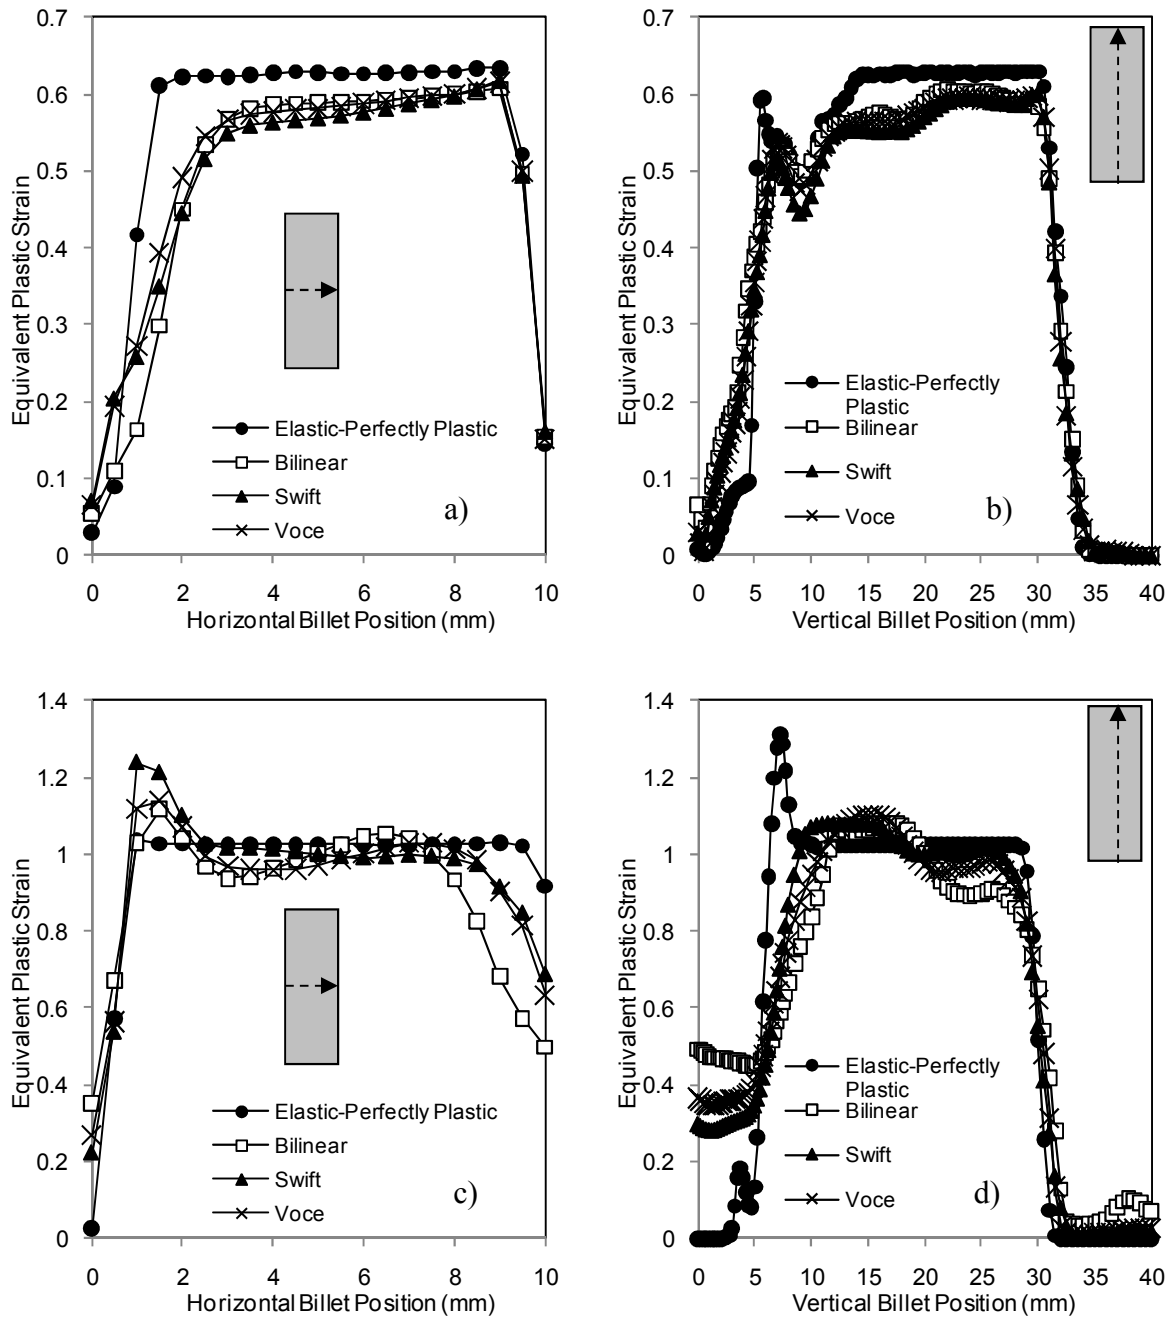 0.7
0.6
0.5
0.4
0.3
0.2
0.1
0
Equivalent Plastic Strain
Elastic-Perfectly Plastic
Bilinear
Swift
Voce
a)
0 2 4 6 8 10
Horizontal Billet Position (mm)
0.7
0.6
0.5
0.4
0.3
0.2
0.1
0
Equivalent Plastic Strain
Elastic-Perfectly
Plastic
Bilinear
Swift
Voce
b)
0 5 10 15 20 25 30 35 40
Vertical Billet Position (mm)
1.4
1.2
1
0.8
0.6
0.4
0.2
0
Equivalent Plastic Strain
Elastic-Perfectly Plastic
Bilinear
Swift
Voce
c)
0 2 4 6 8 10
Horizontal Billet Position (mm)
1.4
1.2
1
0.8
0.6
0.4
0.2
0
Equivalent Plastic Strain
Elastic-Perfectly
Plastic
Bilinear
Swift
Voce
d)
0 5 10 15 20 25 30 35 40
Vertical Billet Position (mm)